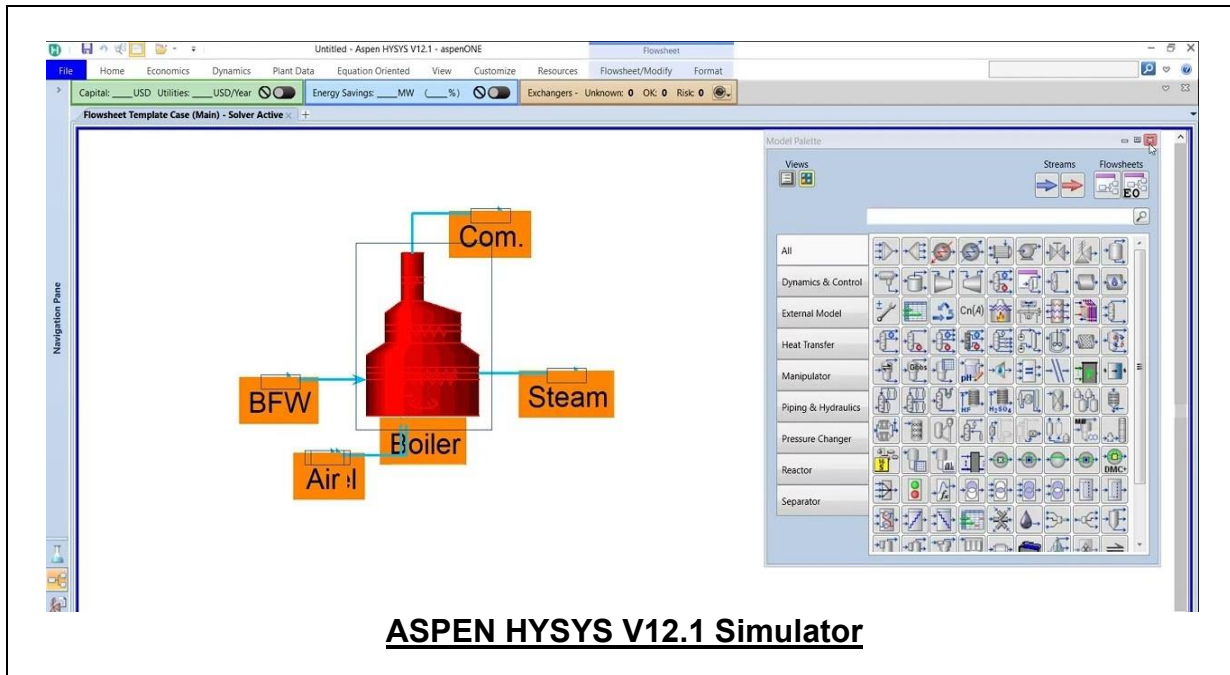 Untitled - Aspen HYSYS V12.1 - aspenONE Flowsheet
File Home Economics Dynamics Plant Data Equation Oriented View Customize Resources Flowsheet/Modify Format
Capital: ____USD Utilities: ____USD/Year Energy Savings: ____MW (____%) Exchangers - Unknown: 0 OK: 0 Risk: 0
Flowsheet Template Case (Main) - Solver Active
Navigation Pane
Com.
BFW
Steam
Boiler
Air
Model Palette
Views Streams Flowsheets
EO
All
Dynamics & Control
External Model
Cn(A)
Heat Transfer
Manipulator
Gibbs
pH
Piping & Hydraulics
HF H₂SO₄
Pressure Changer
Reactor
DMC+
Separator
ASPEN HYSYS V12.1 Simulator